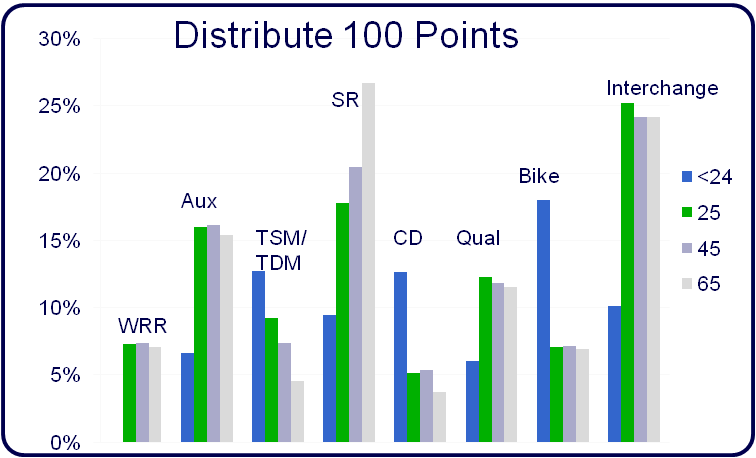 Distribute 100 Points
30%
25%
20%
15%
10%
5%
0%
WRR
Aux
TSM/
TDM
SR
CD
Qual
Bike
Interchange
<24
25
45
65